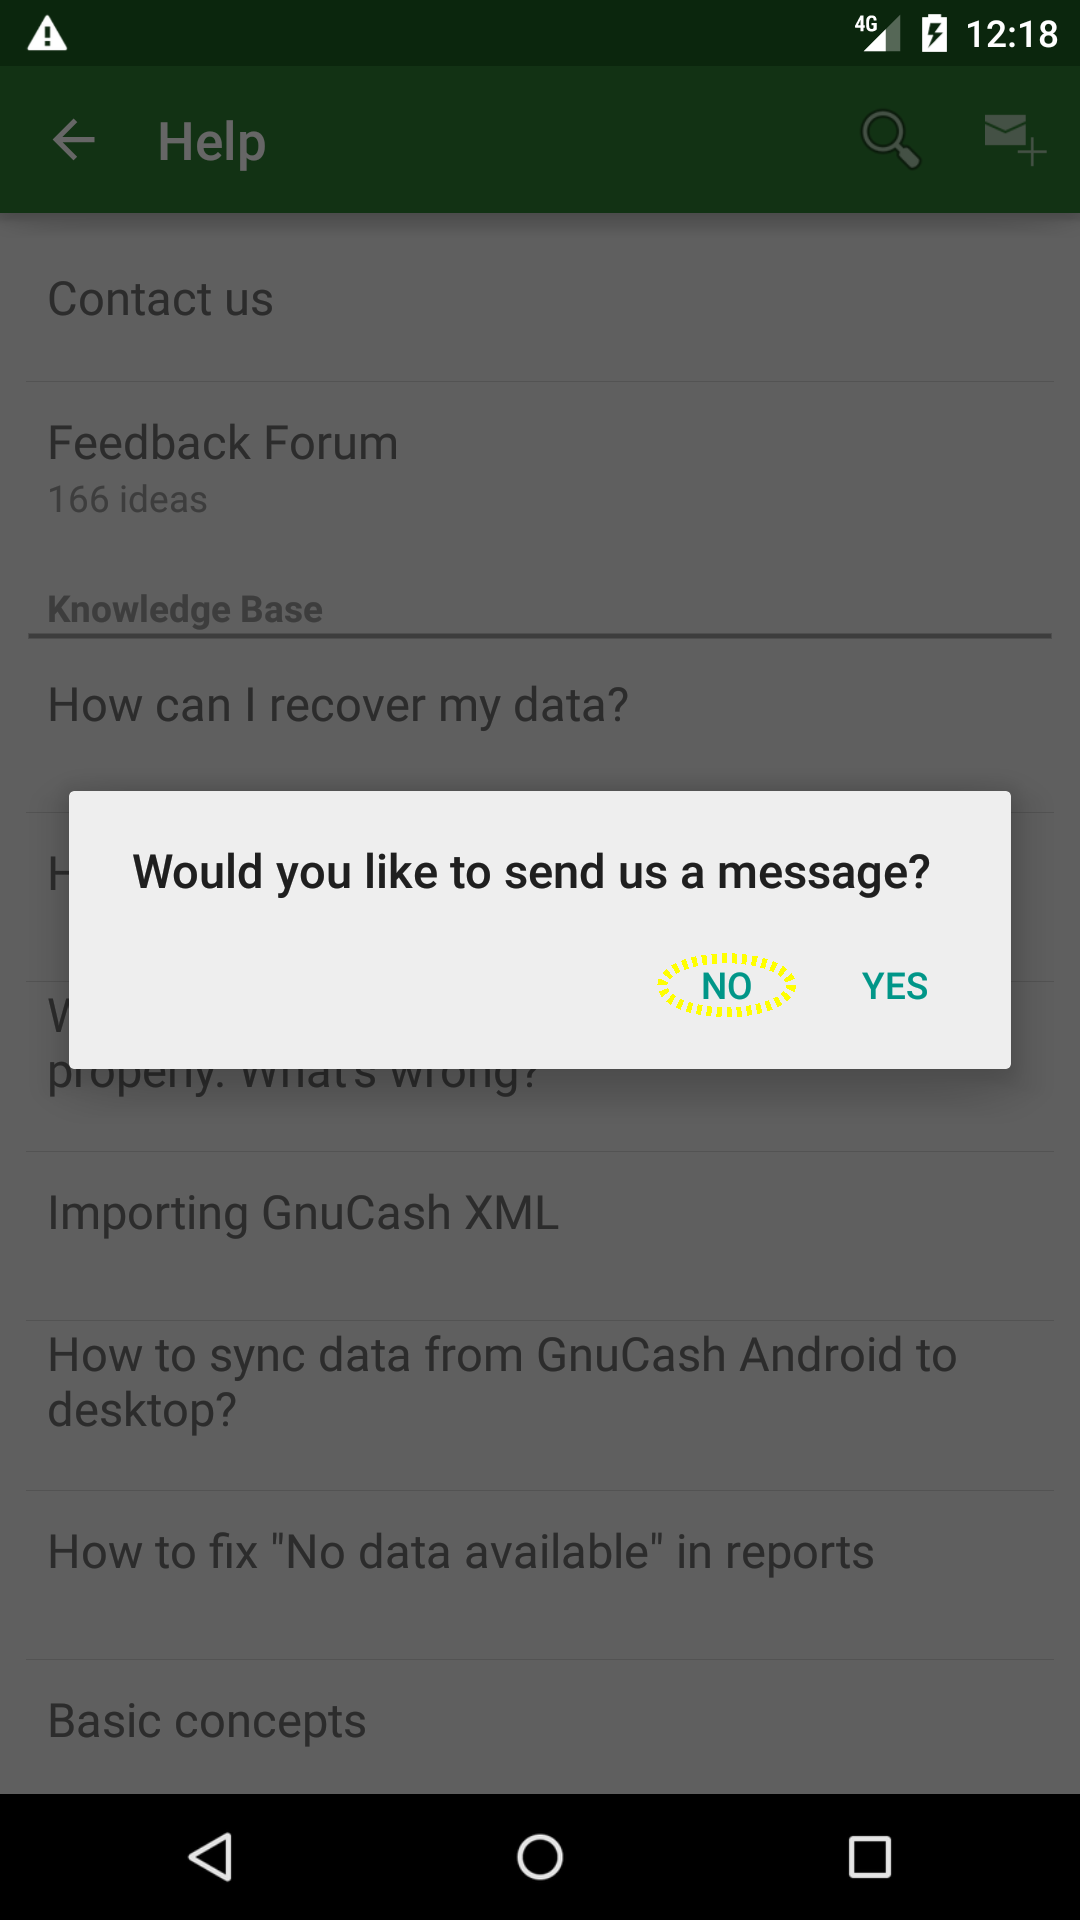 4G 12:18
Help
Contact us
Feedback Forum
166 ideas
Knowledge Base
How can I recover my data?
Would you like to send us a message?
NO YES
properly. What's wrong?
Importing GnuCash XML
How to sync data from GnuCash Android to
desktop?
How to fix "No data available" in reports
Basic concepts